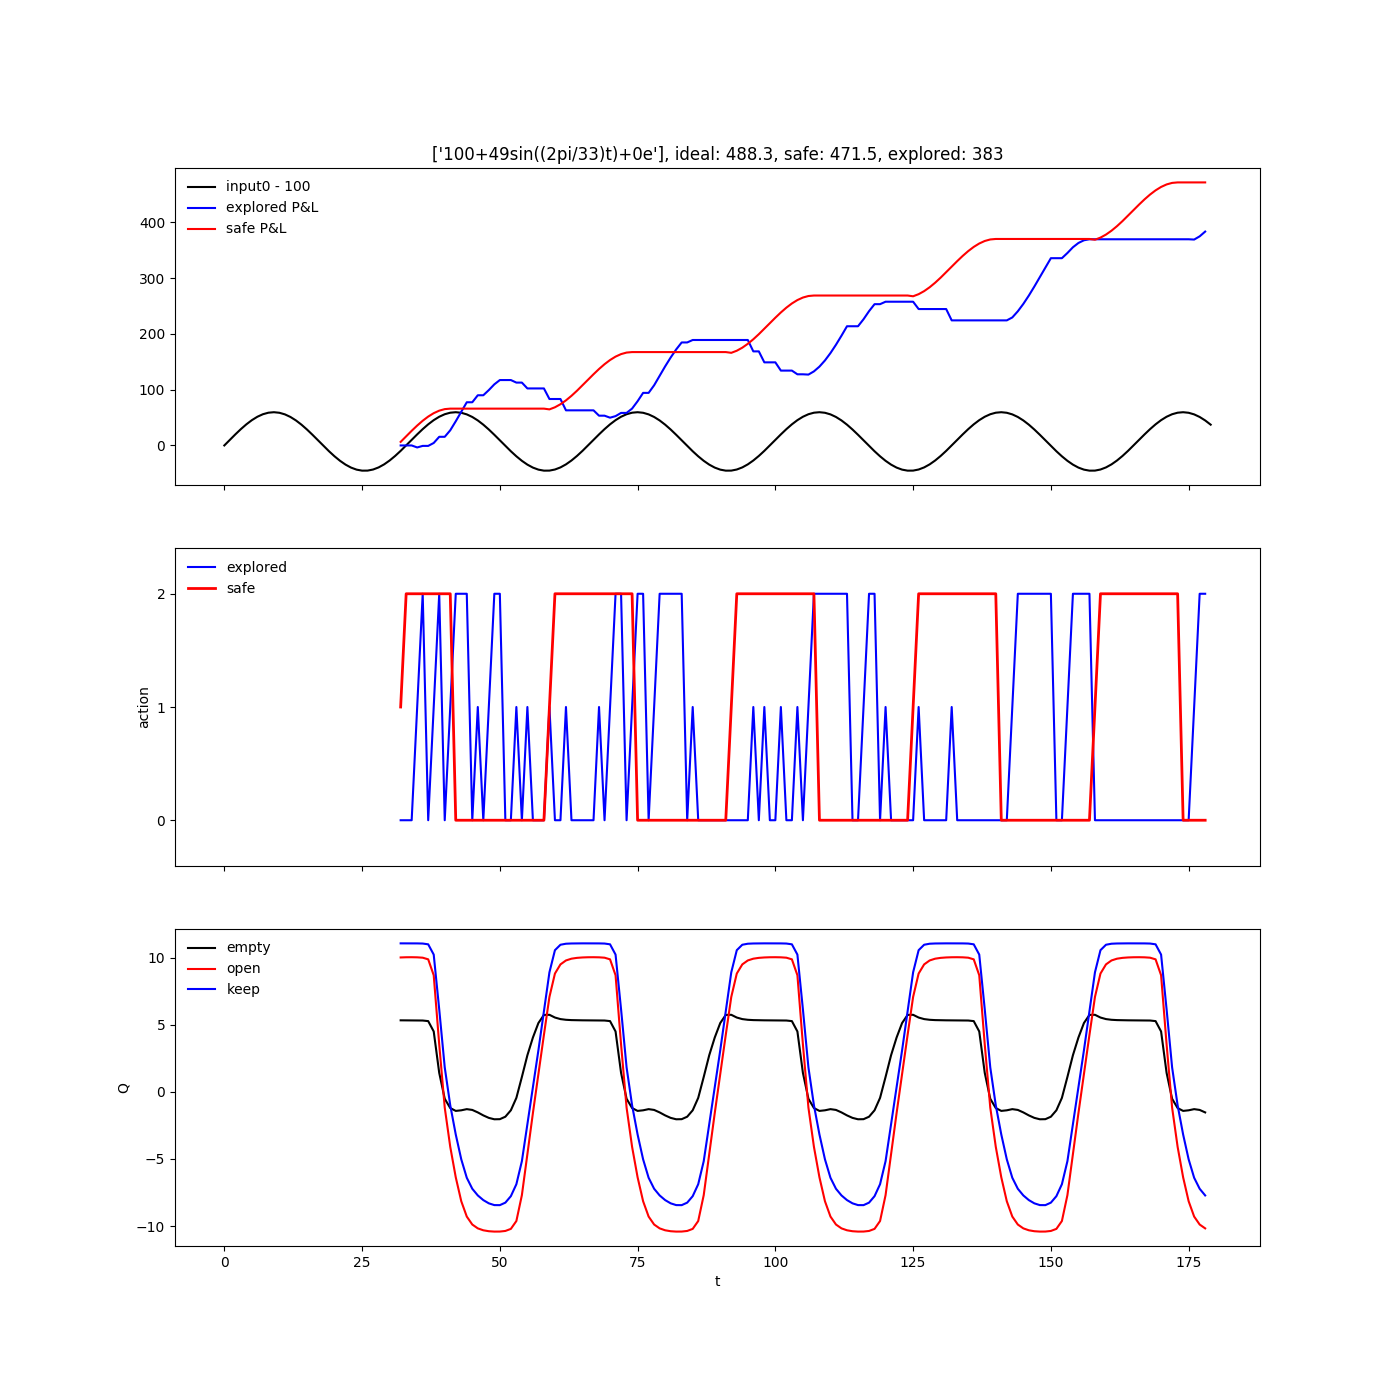 ['100+49sin((2pi/33)t)+0e'], ideal: 488.3, safe: 471.5, explored: 383
input0 - 100
explored P&L
safe P&L
400
300
200
100
0
explored
safe
2
1
0
action
empty
open
keep
10
5
0
−5
−10
Q
0 25 50 75 100 125 150 175
t